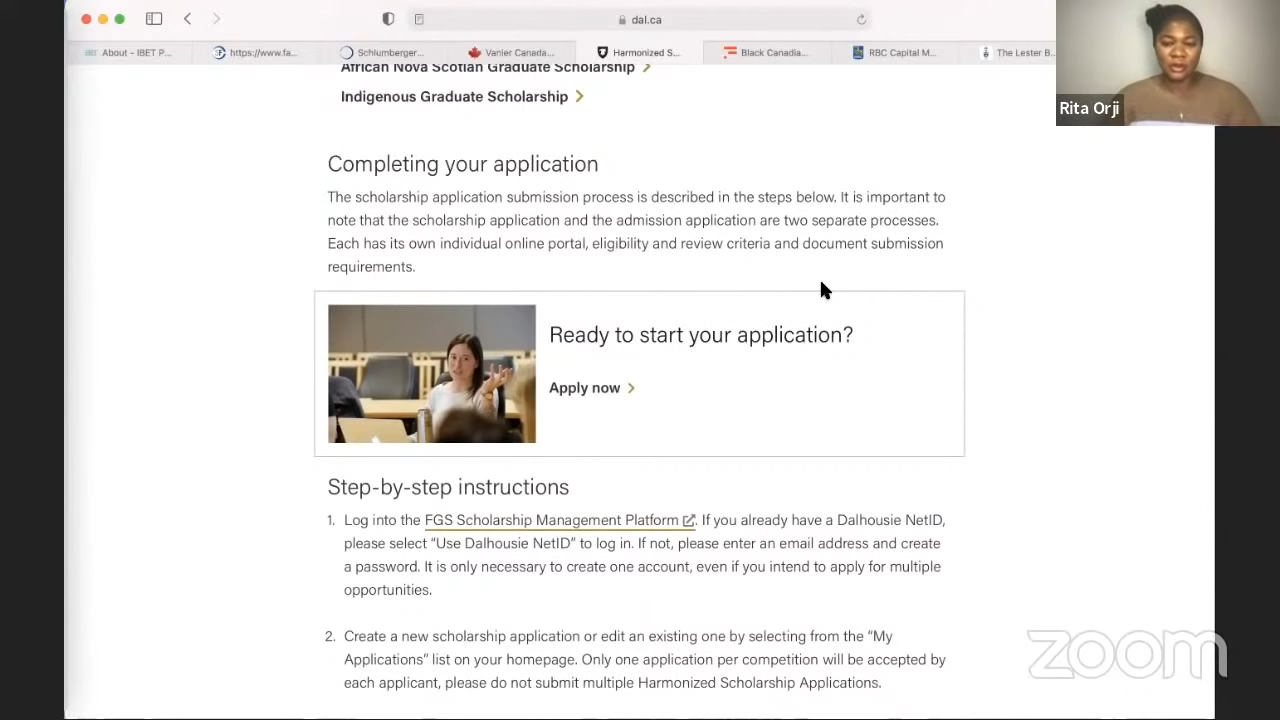 dal.ca
About – IBET P...
https://www.fa...
Schlumberger...
Vanier Canada...
Harmonized S...
Black Canadia...
RBC Capital M...
The Lester B...
Rita Orji
African Nova Scotian Graduate Scholarship
Indigenous Graduate Scholarship
Completing your application
The scholarship application submission process is described in the steps below. It is important to
note that the scholarship application and the admission application are two separate processes.
Each has its own individual online portal, eligibility and review criteria and document submission
requirements.
Ready to start your application?
Apply now
Step-by-step instructions
1. Log into the FGS Scholarship Management Platform. If you already have a Dalhousie NetID,
please select “Use Dalhousie NetID” to log in. If not, please enter an email address and create
a password. It is only necessary to create one account, even if you intend to apply for multiple
opportunities.
2. Create a new scholarship application or edit an existing one by selecting from the “My
Applications” list on your homepage. Only one application per competition will be accepted by
each applicant, please do not submit multiple Harmonized Scholarship Applications.
zoom